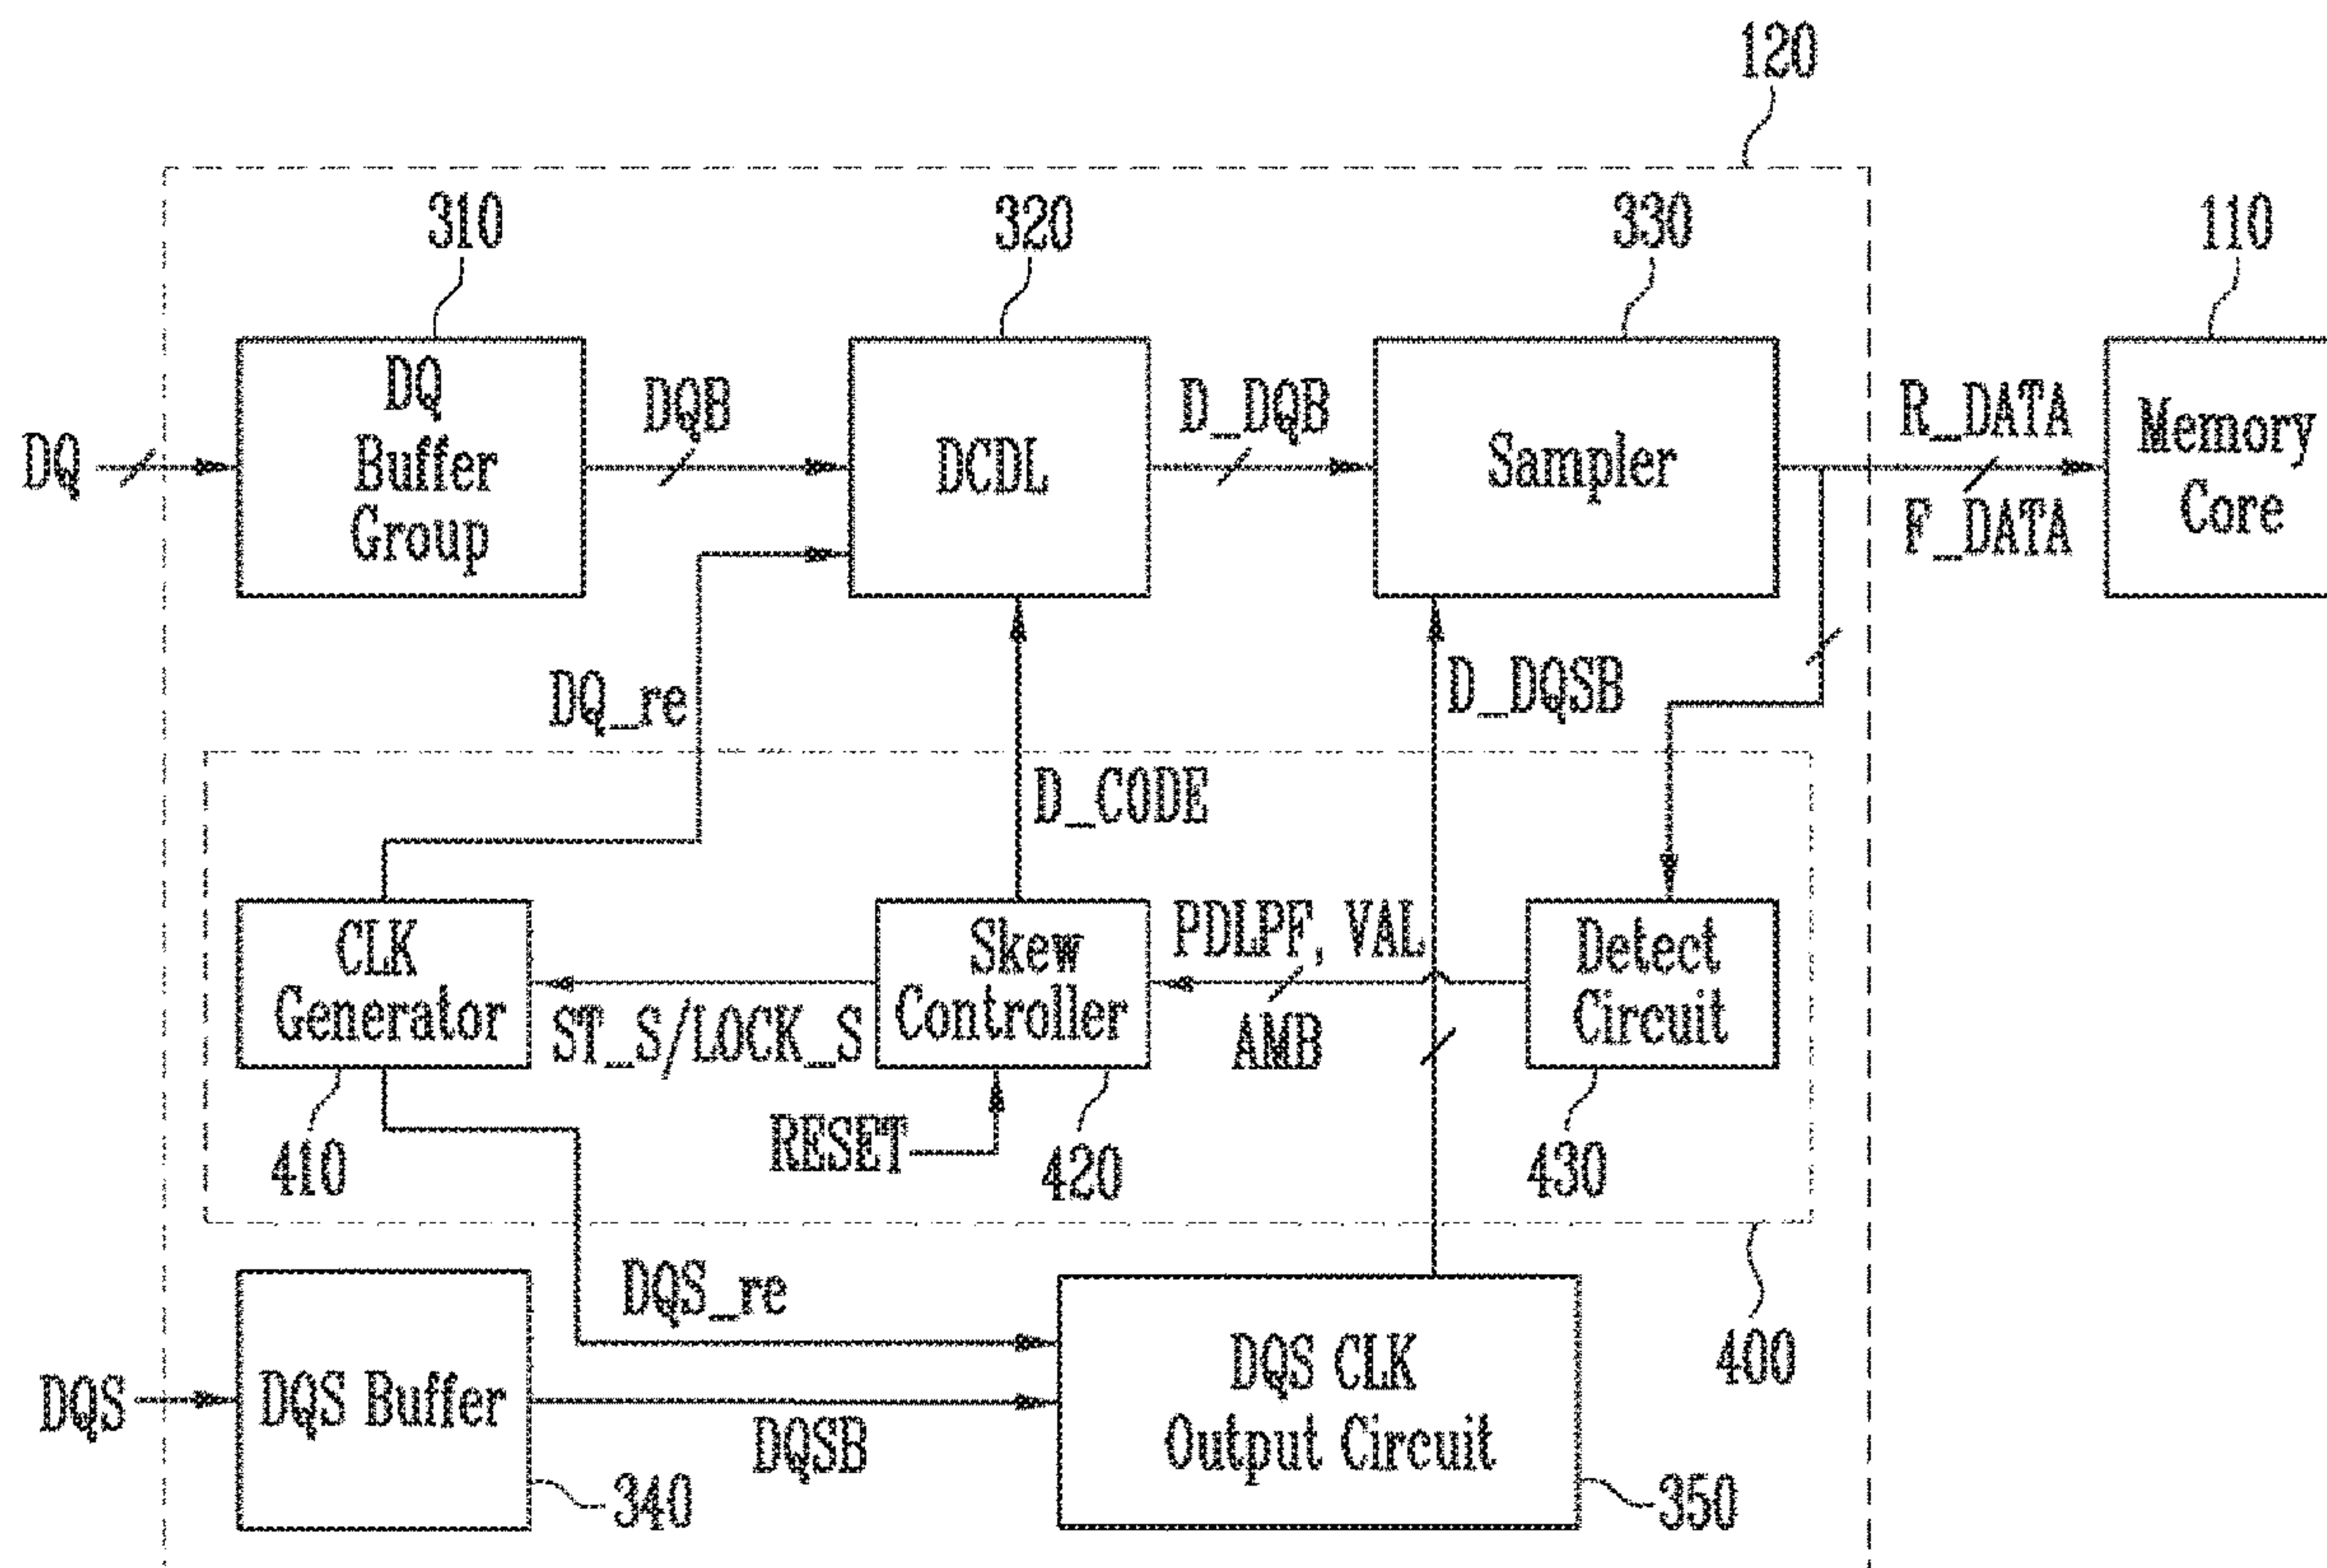 120
310
320
330
110
DQ
DQ
Buffer
Group
DQB
DCDL
D_DQB
Sampler
R_DATA
F_DATA
Memory
Core
DQ_re
D_CODE
D_DQSB
CLK
Generator
ST_S/LOCK_S
Skew
Controller
PDLPF, VAL
AMB
Detect
Circuit
410
RESET
420
430
DQS_re
400
DQS
DQS Buffer
DQSB
DQS CLK
Output Circuit
340
350